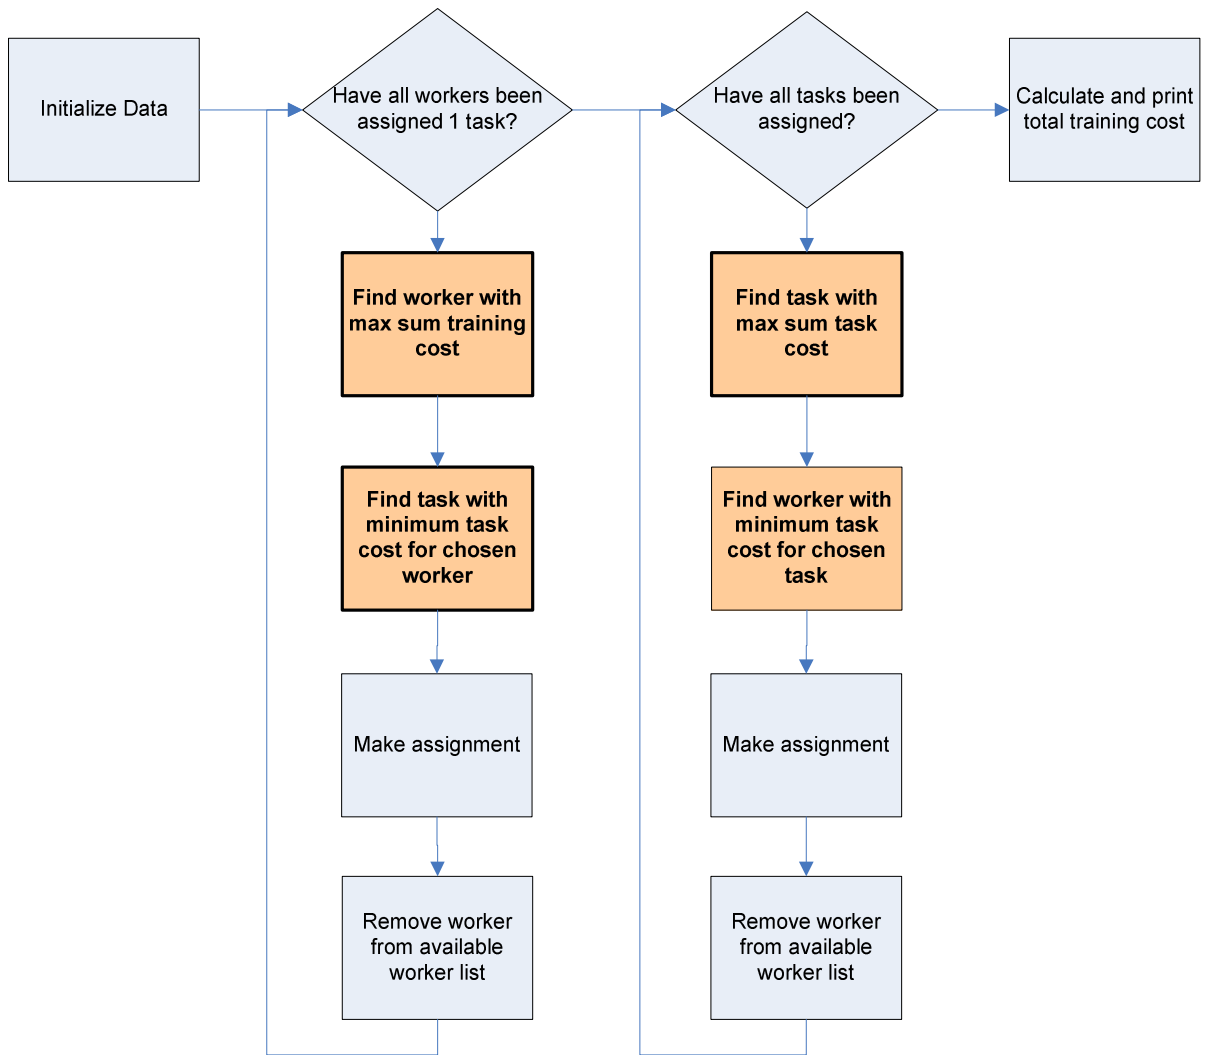 Initialize Data
Have all workers been
assigned 1 task?
Have all tasks been
assigned?
Calculate and print
total training cost
Find worker with
max sum training
cost
Find task with
max sum task
cost
Find task with
minimum task
cost for chosen
worker
Find worker with
minimum task
cost for chosen
task
Make assignment
Make assignment
Remove worker
from available
worker list
Remove worker
from available
worker list